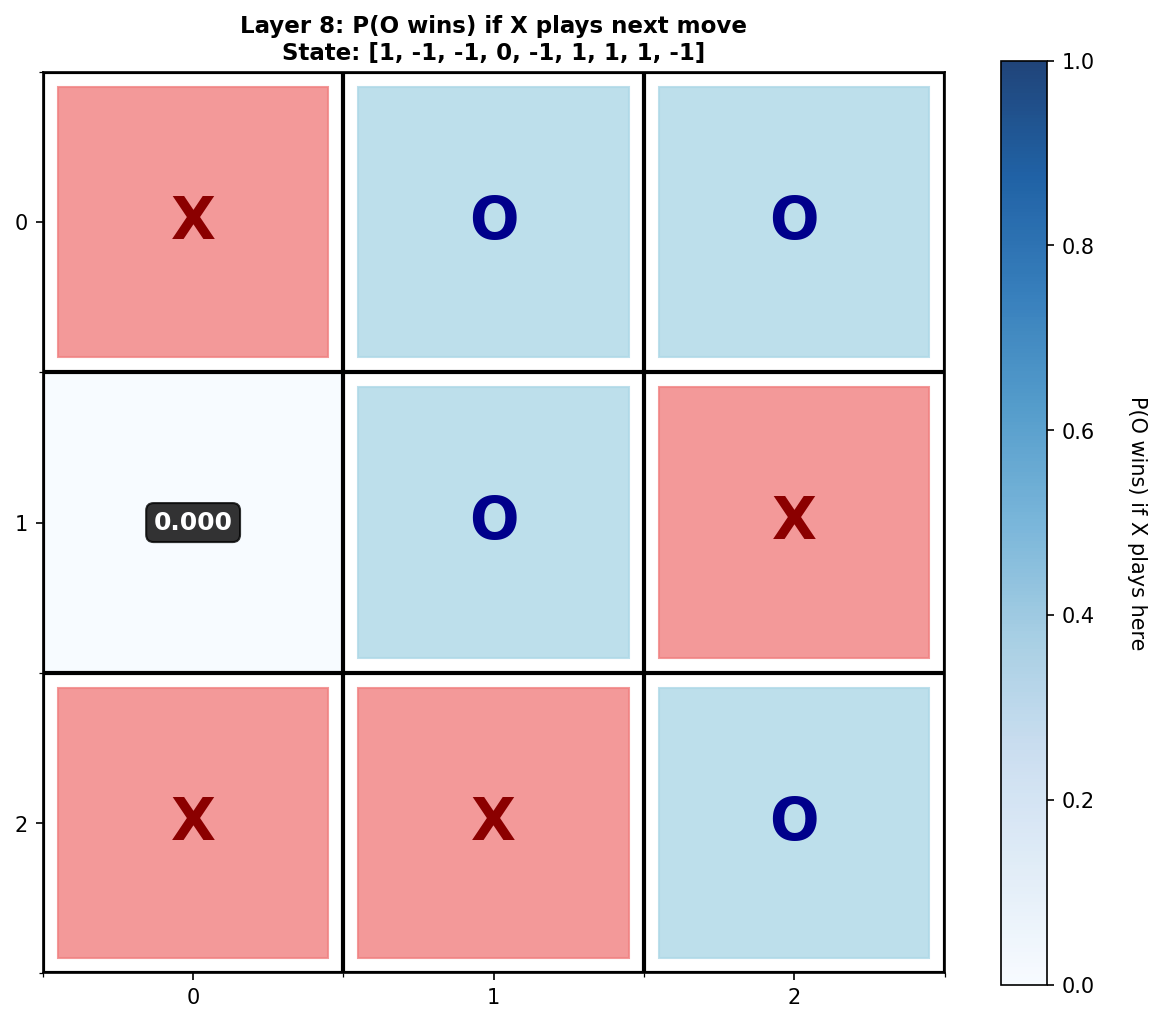 Layer 8: P(O wins) if X plays next move
State: [1, -1, -1, 0, -1, 1, 1, 1, -1]
0
X
O
O
1
0.000
O
X
2
X
X
O
0
1
2
1.0
0.8
0.6
0.4
0.2
0.0
P(O wins) if X plays here